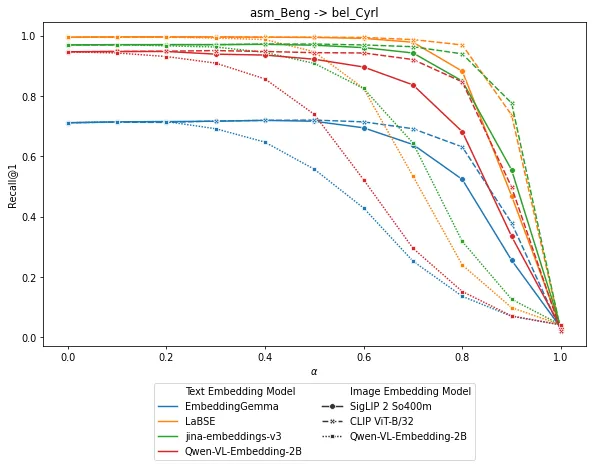 asm_Beng -> bel_Cyrl
1.0
0.8
0.6
0.4
0.2
0.0
Recall@1
0.0 0.2 0.4 0.6 0.8 1.0
α
Text Embedding Model
EmbeddingGemma
LaBSE
jina-embeddings-v3
Qwen-VL-Embedding-2B
Image Embedding Model
SigLIP 2 So400m
CLIP ViT-B/32
Qwen-VL-Embedding-2B